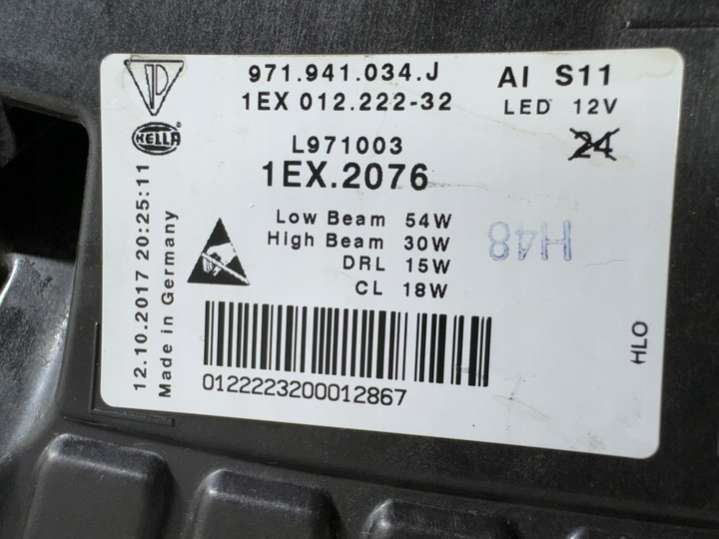 971.941.034.J
1EX 012.222-32
AI S11
LED 12V
24
HELLA
L971003
1EX.2076
Low Beam 54W
High Beam 30W
DRL 15W
CL 18W
H48
12.10.2017 20:25:11
Made in Germany
HLO
0122223200012867